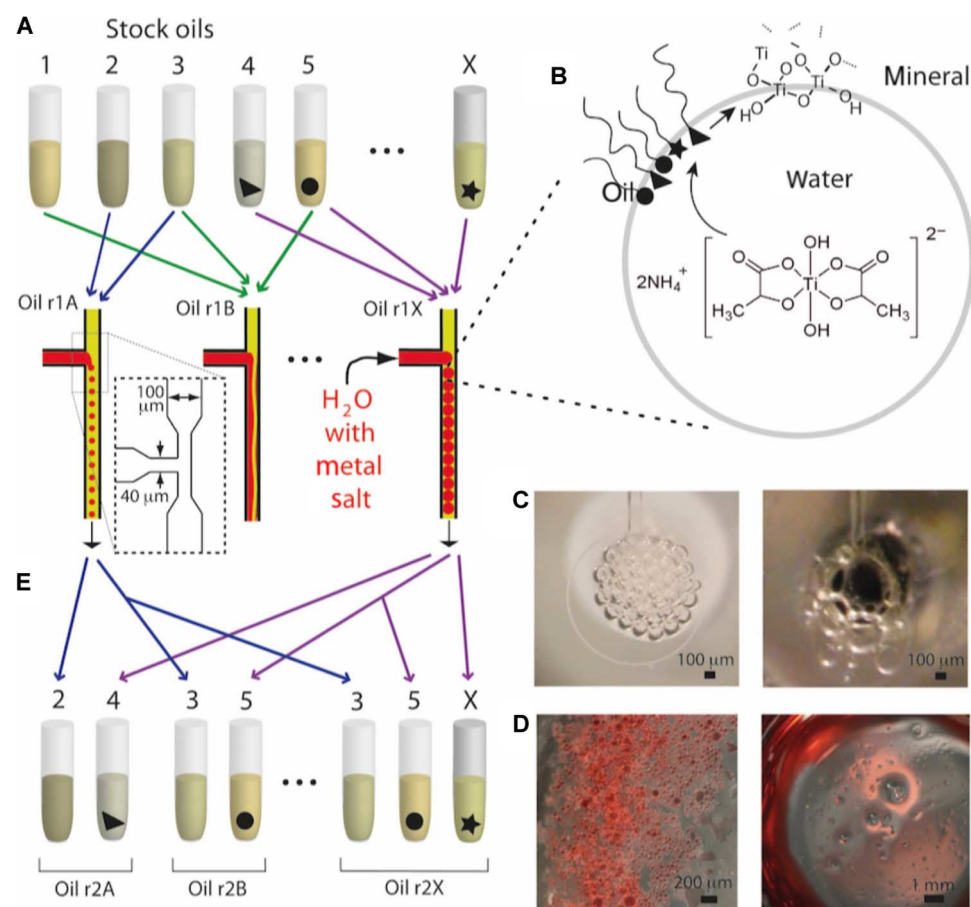 A
Stock oils
1 2 3 4 5 X
B
Ti
O
O
O
Ti
O
Ti
O
HO
OH
Mineral
Oil
Water
2NH₄⁺
2−
OH
O
O
O
O
Ti
O
O
H₃C
CH₃
OH
Oil r1A
Oil r1B
Oil r1X
100
μm
40 μm
H₂O
with
metal
salt
C
100 μm
100 μm
E
2 4 3 5 3 5 X
Oil r2A
Oil r2B
Oil r2X
D
200 μm
1 mm